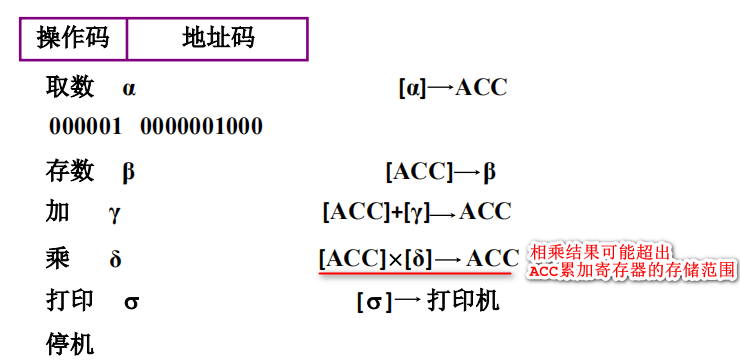 操作码 地址码
取数 α [α]→ACC
000001 0000001000
存数 β [ACC]→β
加 γ [ACC]+[γ]→ACC
乘 δ [ACC]×[δ]→ACC
相乘结果可能超出
ACC累加寄存器的存储范围
打印 σ [σ]→打印机
停机